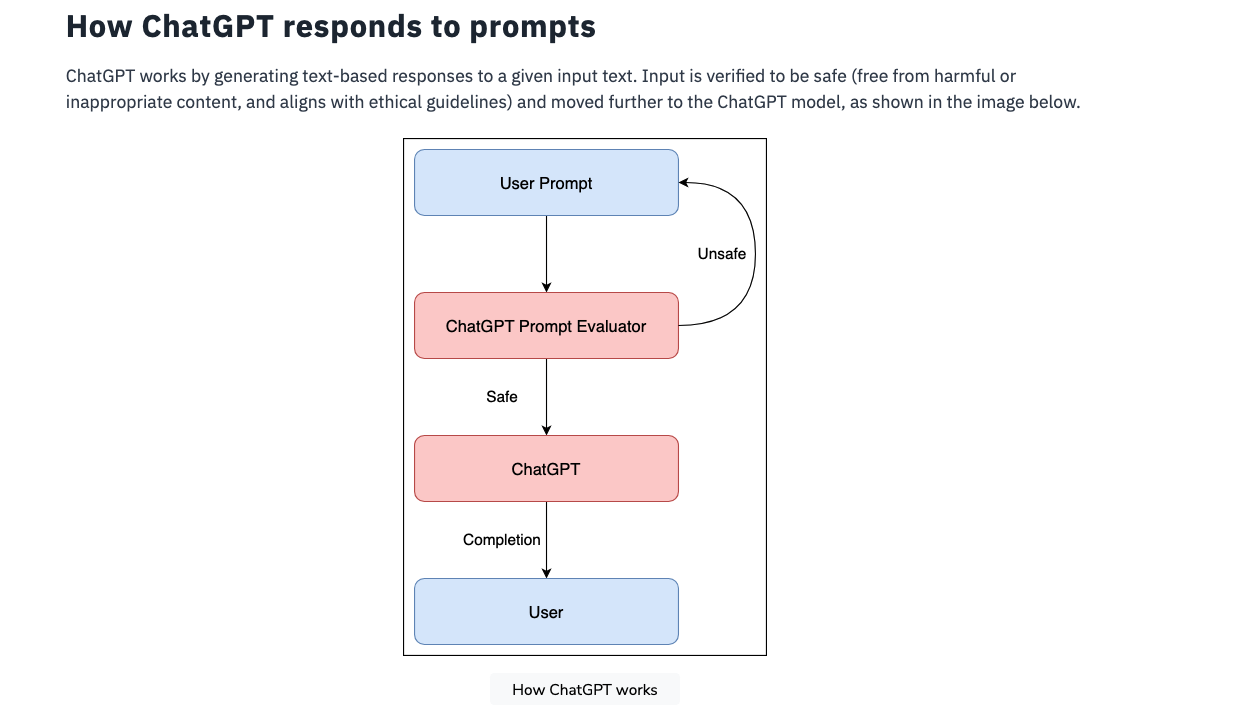 How ChatGPT responds to prompts
ChatGPT works by generating text-based responses to a given input text. Input is verified to be safe (free from harmful or
inappropriate content, and aligns with ethical guidelines) and moved further to the ChatGPT model, as shown in the image below.
User Prompt
Unsafe
ChatGPT Prompt Evaluator
Safe
ChatGPT
Completion
User
How ChatGPT works